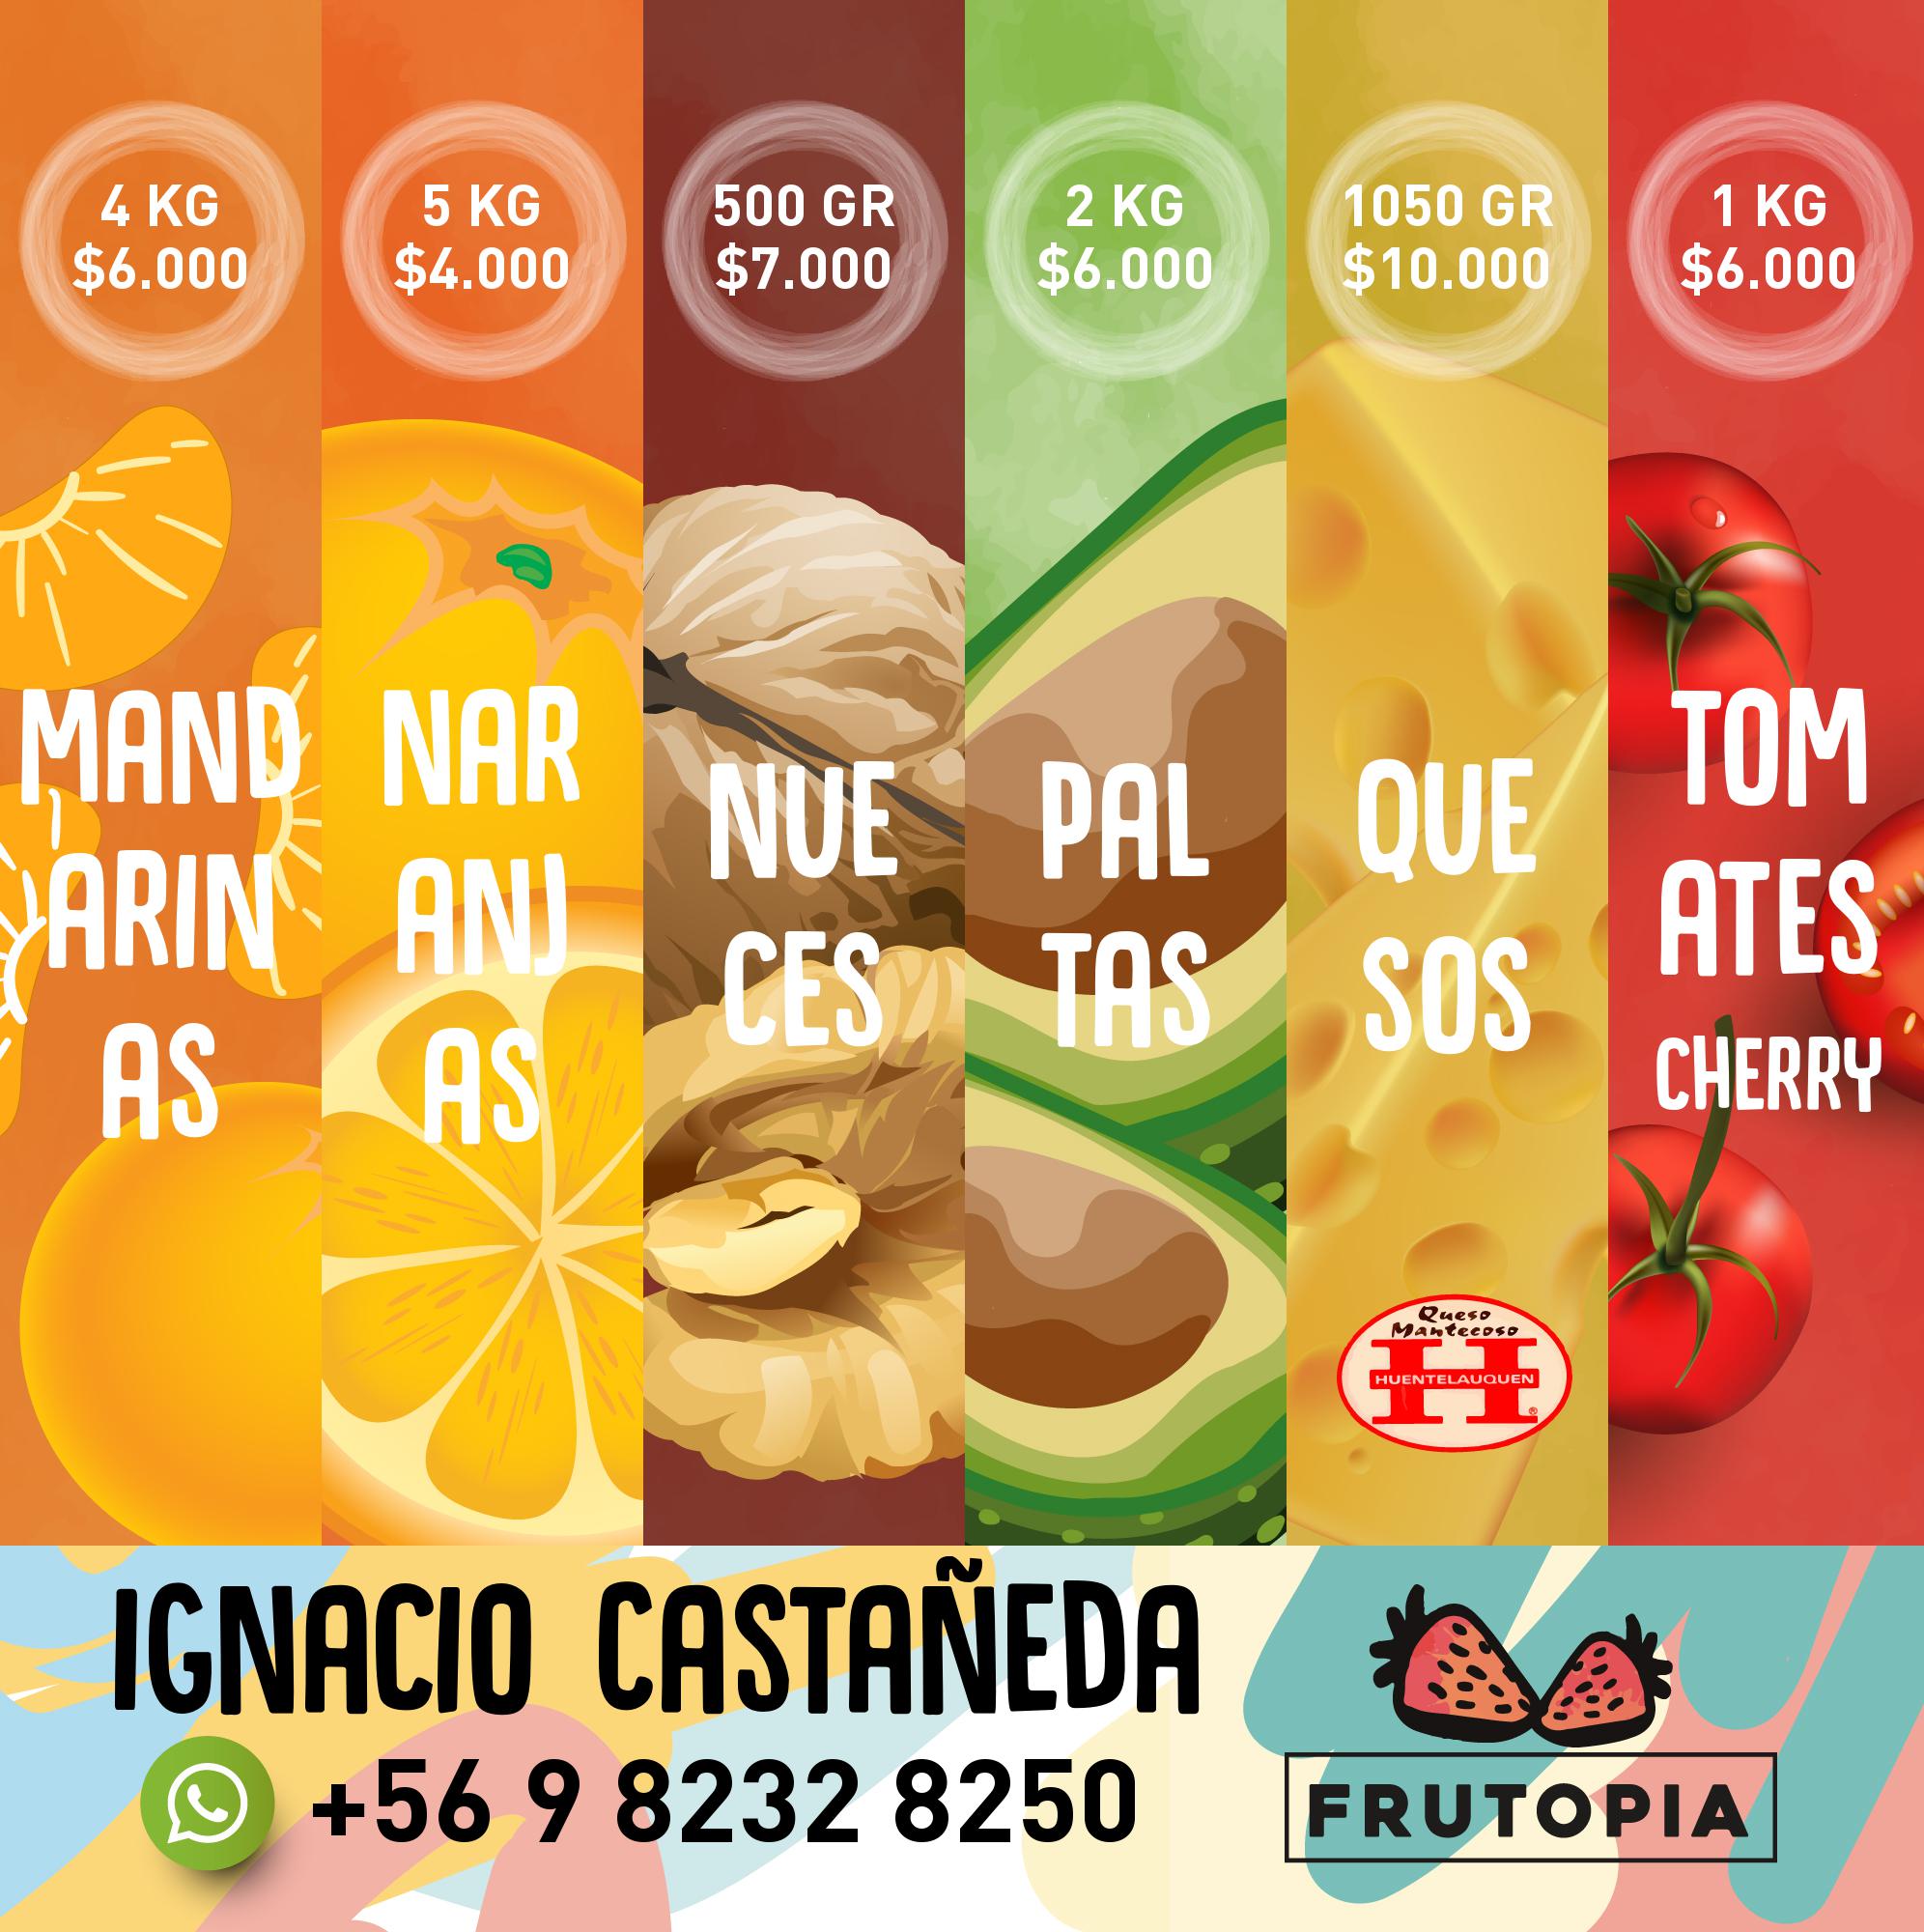 4 KG
$6.000
MAND
ARIN
AS
5 KG
$4.000
NAR
ANJ
AS
500 GR
$7.000
NUE
CES
2 KG
$6.000
PAL
TAS
1050 GR
$10.000
QUE
SOS
Queso
Mantecoso
H
HUENTELAUQUEN
®
1 KG
$6.000
TOM
ATES
CHERRY
IGNACIO CASTAÑEDA
+56 9 8232 8250
FRUTOPIA